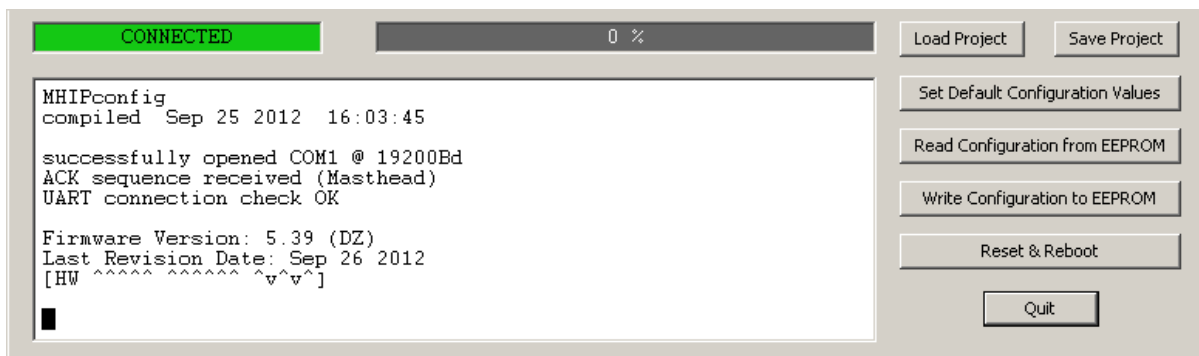 CONNECTED
0 %
Load Project
Save Project
MHIPconfig
compiled  Sep 25 2012  16:03:45
successfully opened COM1 @ 19200Bd
ACK sequence received (Masthead)
UART connection check OK
Firmware Version: 5.39 (DZ)
Last Revision Date: Sep 26 2012
[HW ^^^^^ ^^^^^^ ^v^v^]
Set Default Configuration Values
Read Configuration from EEPROM
Write Configuration to EEPROM
Reset & Reboot
Quit